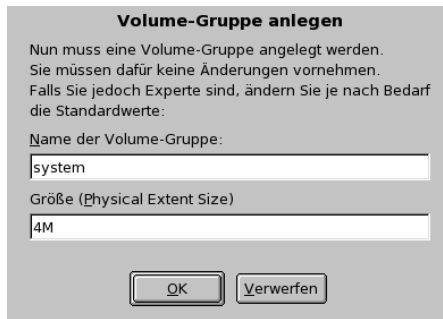 Volume-Gruppe anlegen
Nun muss eine Volume-Gruppe angelegt werden.
Sie müssen dafür keine Änderungen vornehmen.
Falls Sie jedoch Experte sind, ändern Sie je nach Bedarf
die Standardwerte:
Name der Volume-Gruppe:
system
Größe (Physical Extent Size)
4M
OK Verwerfen